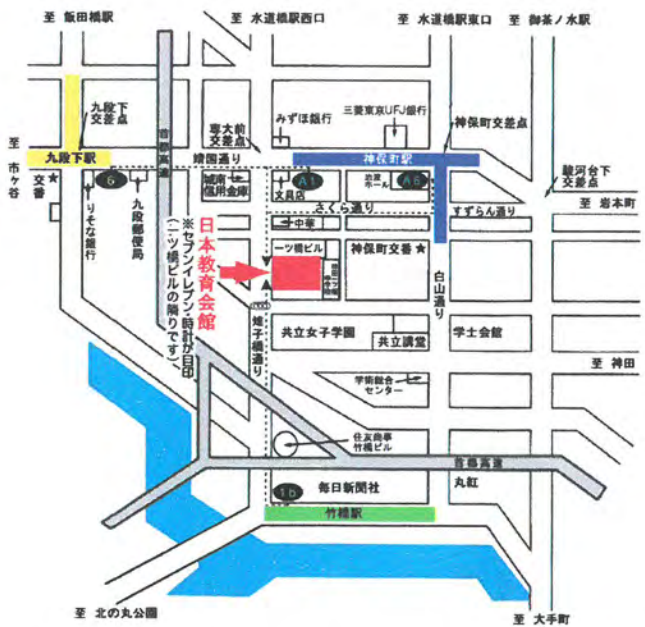 至 飯田橋駅
至 水道橋駅西口
至 水道橋駅東口
至 御茶ノ水駅
九段下
交差点
専大前
交差点
みずほ銀行
三菱東京UFJ銀行
神保町交差点
首都高速
至 市ヶ谷
九段下駅
靖国通り
神保町駅
駿河台下
交差点
交番
6
城南
信用金庫
A1
文具店
岩波
ホール
A6
りそな銀行
九段郵便局
さくら通り
すずらん通り
至 岩本町
中華
一ツ橋ビル
神保町交番
日本教育会館
※セブンイレブン・時計が目印
(一ツ橋ビルの隣りです)
白山通り
雉子橋通り
共立女子学園
共立講堂
学士会館
至 神田
学術総合
センター
住友商事
竹橋ビル
首都高速
1b
毎日新聞社
丸紅
竹橋駅
至 北の丸公園
至 大手町